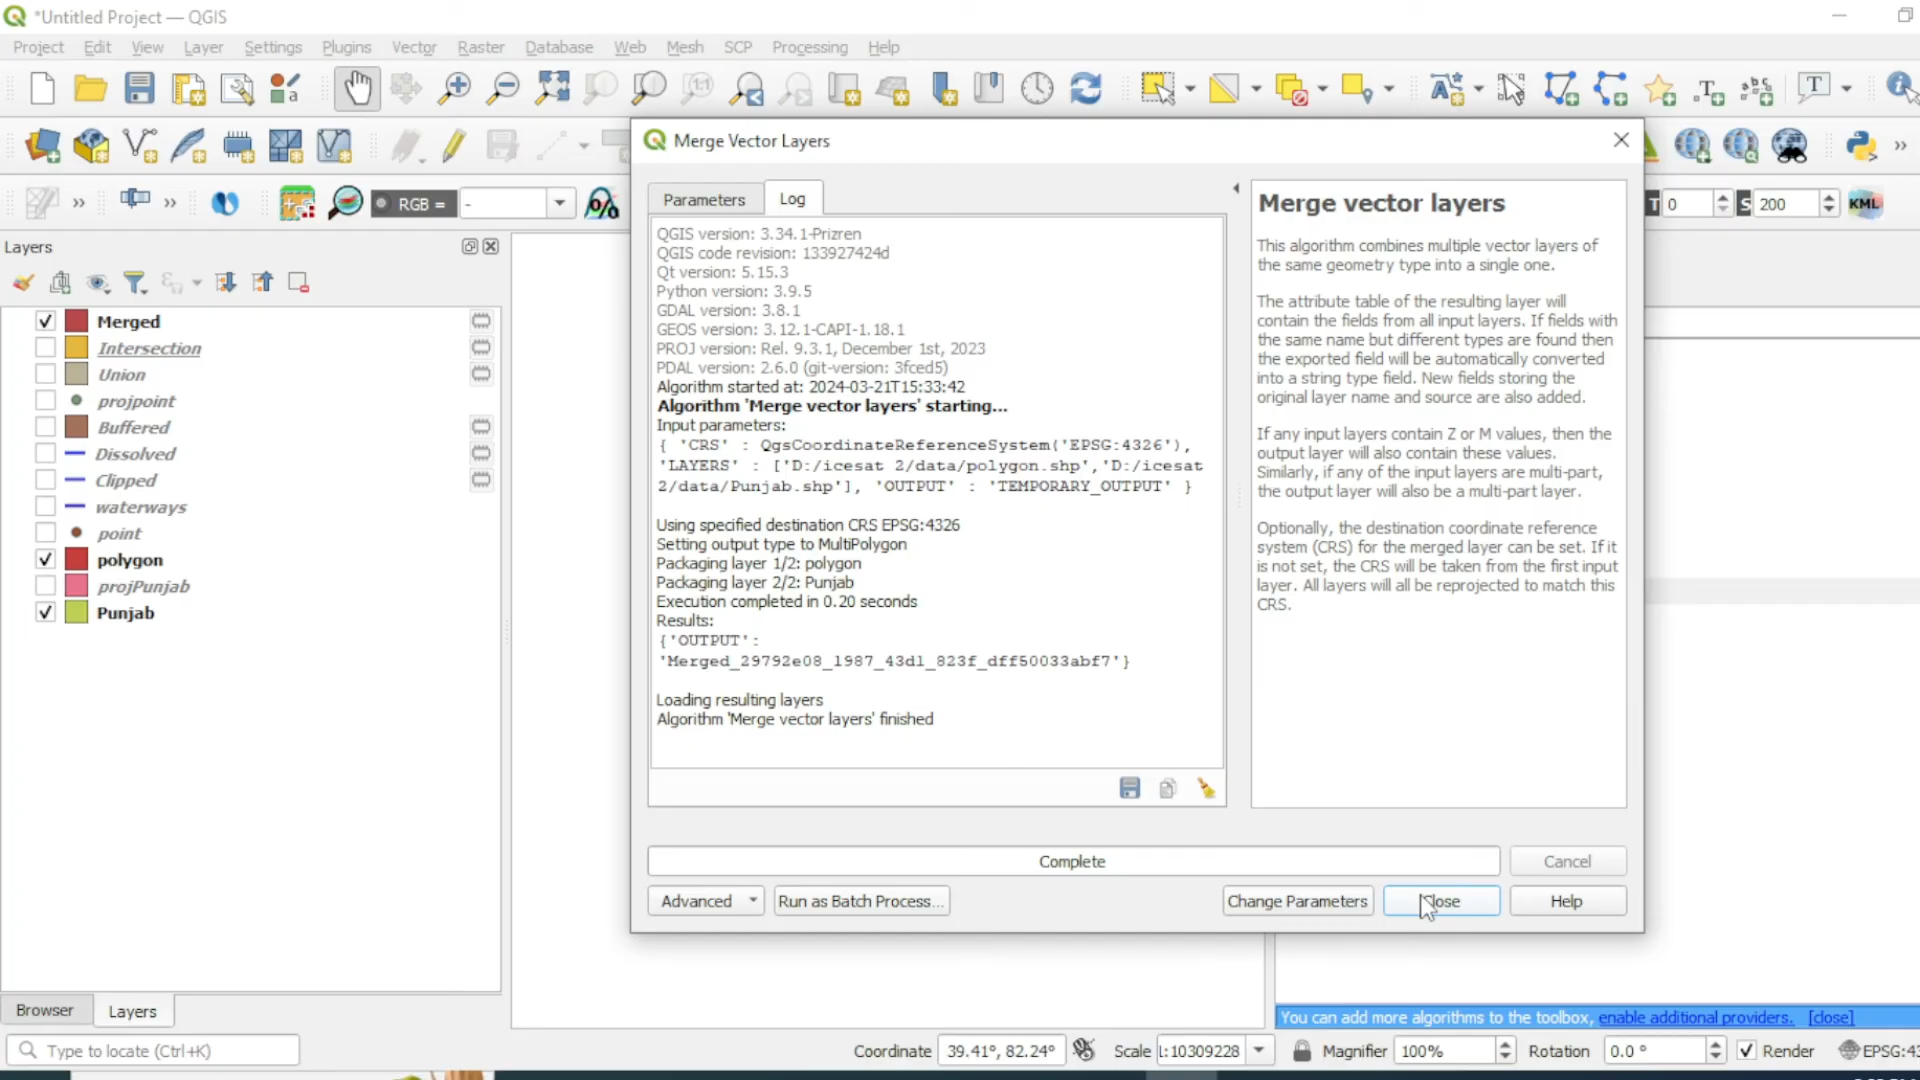 *Untitled Project — QGIS
Project Edit View Layer Settings Plugins Vector Raster Database Web Mesh SCP Processing Help
RGB = -
T 0 S 200 KML
Layers
Merged
Intersection
Union
projpoint
Buffered
Dissolved
Clipped
waterways
point
polygon
projPunjab
Punjab
Browser Layers
Merge Vector Layers
Parameters Log
QGIS version: 3.34.1-Prizren
QGIS code revision: 133927424d
Qt version: 5.15.3
Python version: 3.9.5
GDAL version: 3.8.1
GEOS version: 3.12.1-CAPI-1.18.1
PROJ version: Rel. 9.3.1, December 1st, 2023
PDAL version: 2.6.0 (git-version: 3fced5)
Algorithm started at: 2024-03-21T15:33:42
Algorithm 'Merge vector layers' starting…
Input parameters:
{ 'CRS' : QgsCoordinateReferenceSystem('EPSG:4326'),
'LAYERS' : ['D:/icesat 2/data/polygon.shp','D:/icesat
2/data/Punjab.shp'], 'OUTPUT' : 'TEMPORARY_OUTPUT' }
Using specified destination CRS EPSG:4326
Setting output type to MultiPolygon
Packaging layer 1/2: polygon
Packaging layer 2/2: Punjab
Execution completed in 0.20 seconds
Results:
{'OUTPUT':
'Merged_29792e08_1987_43d1_823f_dff50033abf7'}
Loading resulting layers
Algorithm 'Merge vector layers' finished
Merge vector layers
This algorithm combines multiple vector layers of
the same geometry type into a single one.
The attribute table of the resulting layer will
contain the fields from all input layers. If fields with
the same name but different types are found then
the exported field will be automatically converted
into a string type field. New fields storing the
original layer name and source are also added.
If any input layers contain Z or M values, then the
output layer will also contain these values.
Similarly, if any of the input layers are multi-part,
the output layer will also be a multi-part layer.
Optionally, the destination coordinate reference
system (CRS) for the merged layer can be set. If it
is not set, the CRS will be taken from the first input
layer. All layers will all be reprojected to match this
CRS.
Complete Cancel
Advanced Run as Batch Process… Change Parameters Close Help
You can add more algorithms to the toolbox, enable additional providers. [close]
Type to locate (Ctrl+K) Coordinate 39.41°, 82.24° Scale 1:10309228 Magnifier 100% Rotation 0.0 ° Render EPSG:43